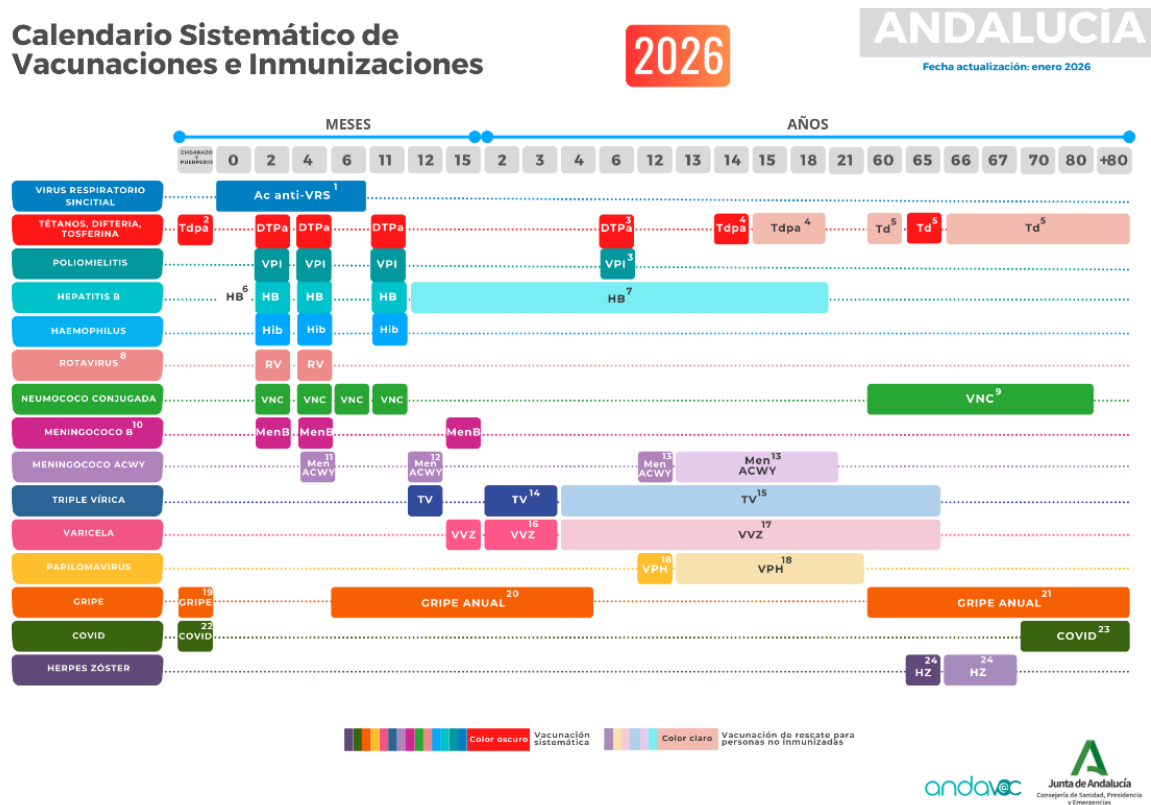 Calendario Sistemático de
Vacunaciones e Inmunizaciones
2026
ANDALUCÍA
Fecha actualización: enero 2026
MESES
AÑOS
EMBARAZO
Y
PUERPERIO
0 2 4 6 11 12 15 2 3 4 6 12 13 14 15 18 21 60 65 66 67 70 80 +80
VIRUS RESPIRATORIO
SINCITIAL
Ac anti-VRS 1
TÉTANOS, DIFTERIA,
TOSFERINA
Tdpa 2 DTPa DTPa DTPa DTPa 3 Tdpa 4 Tdpa 4 Td 5 Td 5 Td 5
POLIOMIELITIS
VPI VPI VPI VPI 3
HEPATITIS B
HB 6 HB HB HB HB 7
HAEMOPHILUS
Hib Hib Hib
ROTAVIRUS 8
RV RV
NEUMOCOCO CONJUGADA
VNC VNC VNC VNC VNC 9
MENINGOCOCO B 10
MenB MenB MenB
MENINGOCOCO ACWY
Men ACWY 11 Men ACWY 12 Men ACWY 13 Men ACWY 13
TRIPLE VÍRICA
TV TV 14 TV 15
VARICELA
VVZ VVZ 16 VVZ 17
PAPILOMAVIRUS
VPH 18 VPH 18
GRIPE
GRIPE 19 GRIPE ANUAL 20 GRIPE ANUAL 21
COVID
COVID 22 COVID 23
HERPES ZÓSTER
HZ 24 HZ 24
Color oscuro
Vacunación
sistemática
Color claro
Vacunación de rescate para
personas no inmunizadas
andav@c
Junta de Andalucía
Consejería de Sanidad, Presidencia
y Emergencias